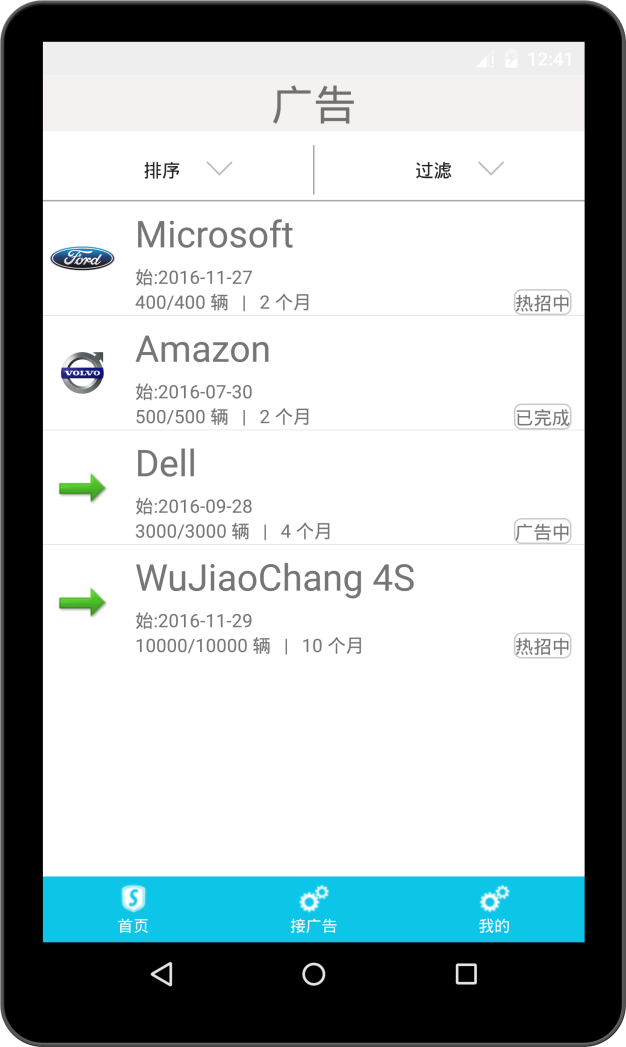 12:41
广告
排序 过滤
Microsoft
Ford
始:2016-11-27
400/400 辆 | 2 个月 热招中
Amazon
VOLVO
始:2016-07-30
500/500 辆 | 2 个月 已完成
Dell
始:2016-09-28
3000/3000 辆 | 4 个月 广告中
WuJiaoChang 4S
始:2016-11-29
10000/10000 辆 | 10 个月 热招中
首页 接广告 我的